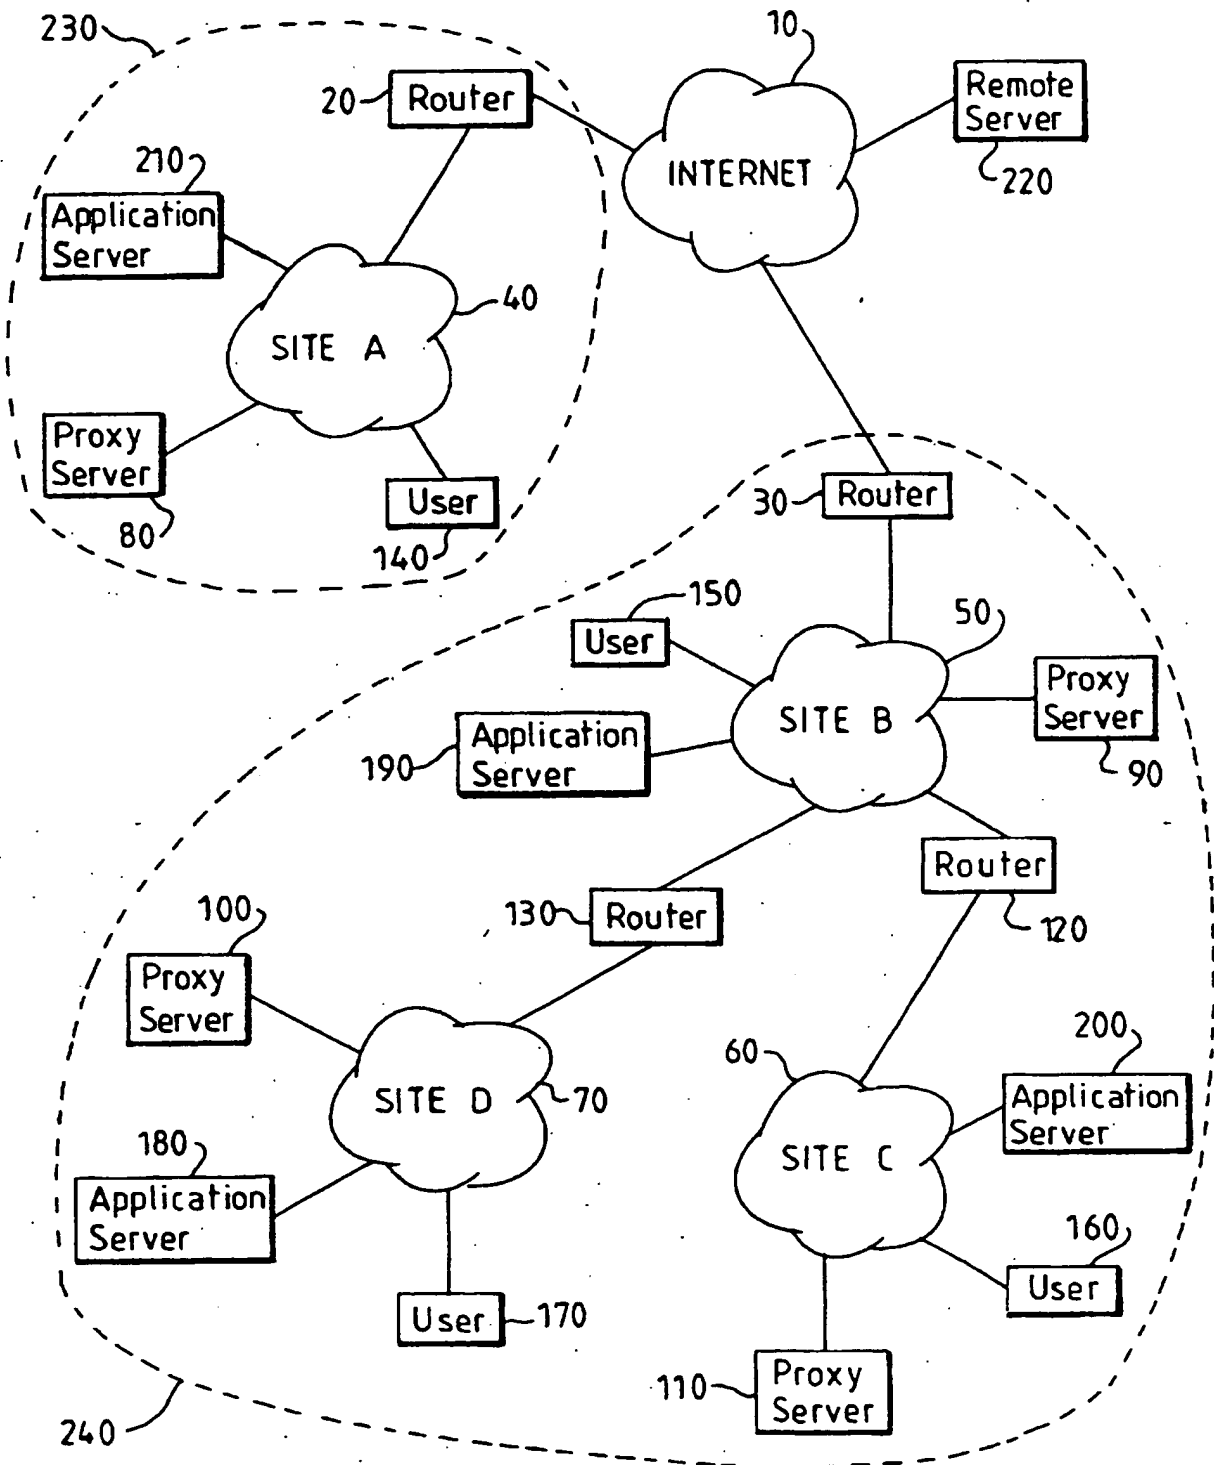 230
10
20
Router
Remote
Server
220
INTERNET
210
Application
Server
40
SITE A
Proxy
Server
80
User
140
30
Router
150
User
50
SITE B
Proxy
Server
90
190
Application
Server
Router
120
130
Router
100
Proxy
Server
SITE D
70
60
200
Application
Server
SITE C
180
Application
Server
160
User
User
170
110
Proxy
Server
240